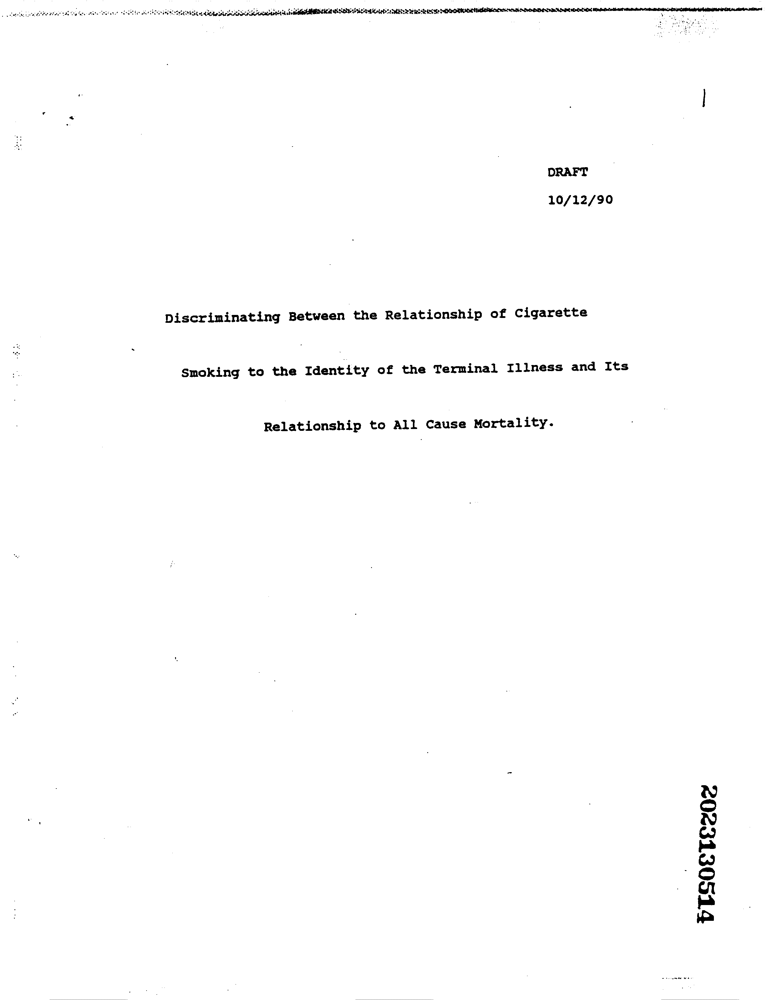 DRAFT
10/12/90
Discriminating Between the Relationship of Cigarette
Smoking to the Identity of the Terminal Illness and Its
Relationship to All Cause Mortality.
2023130514